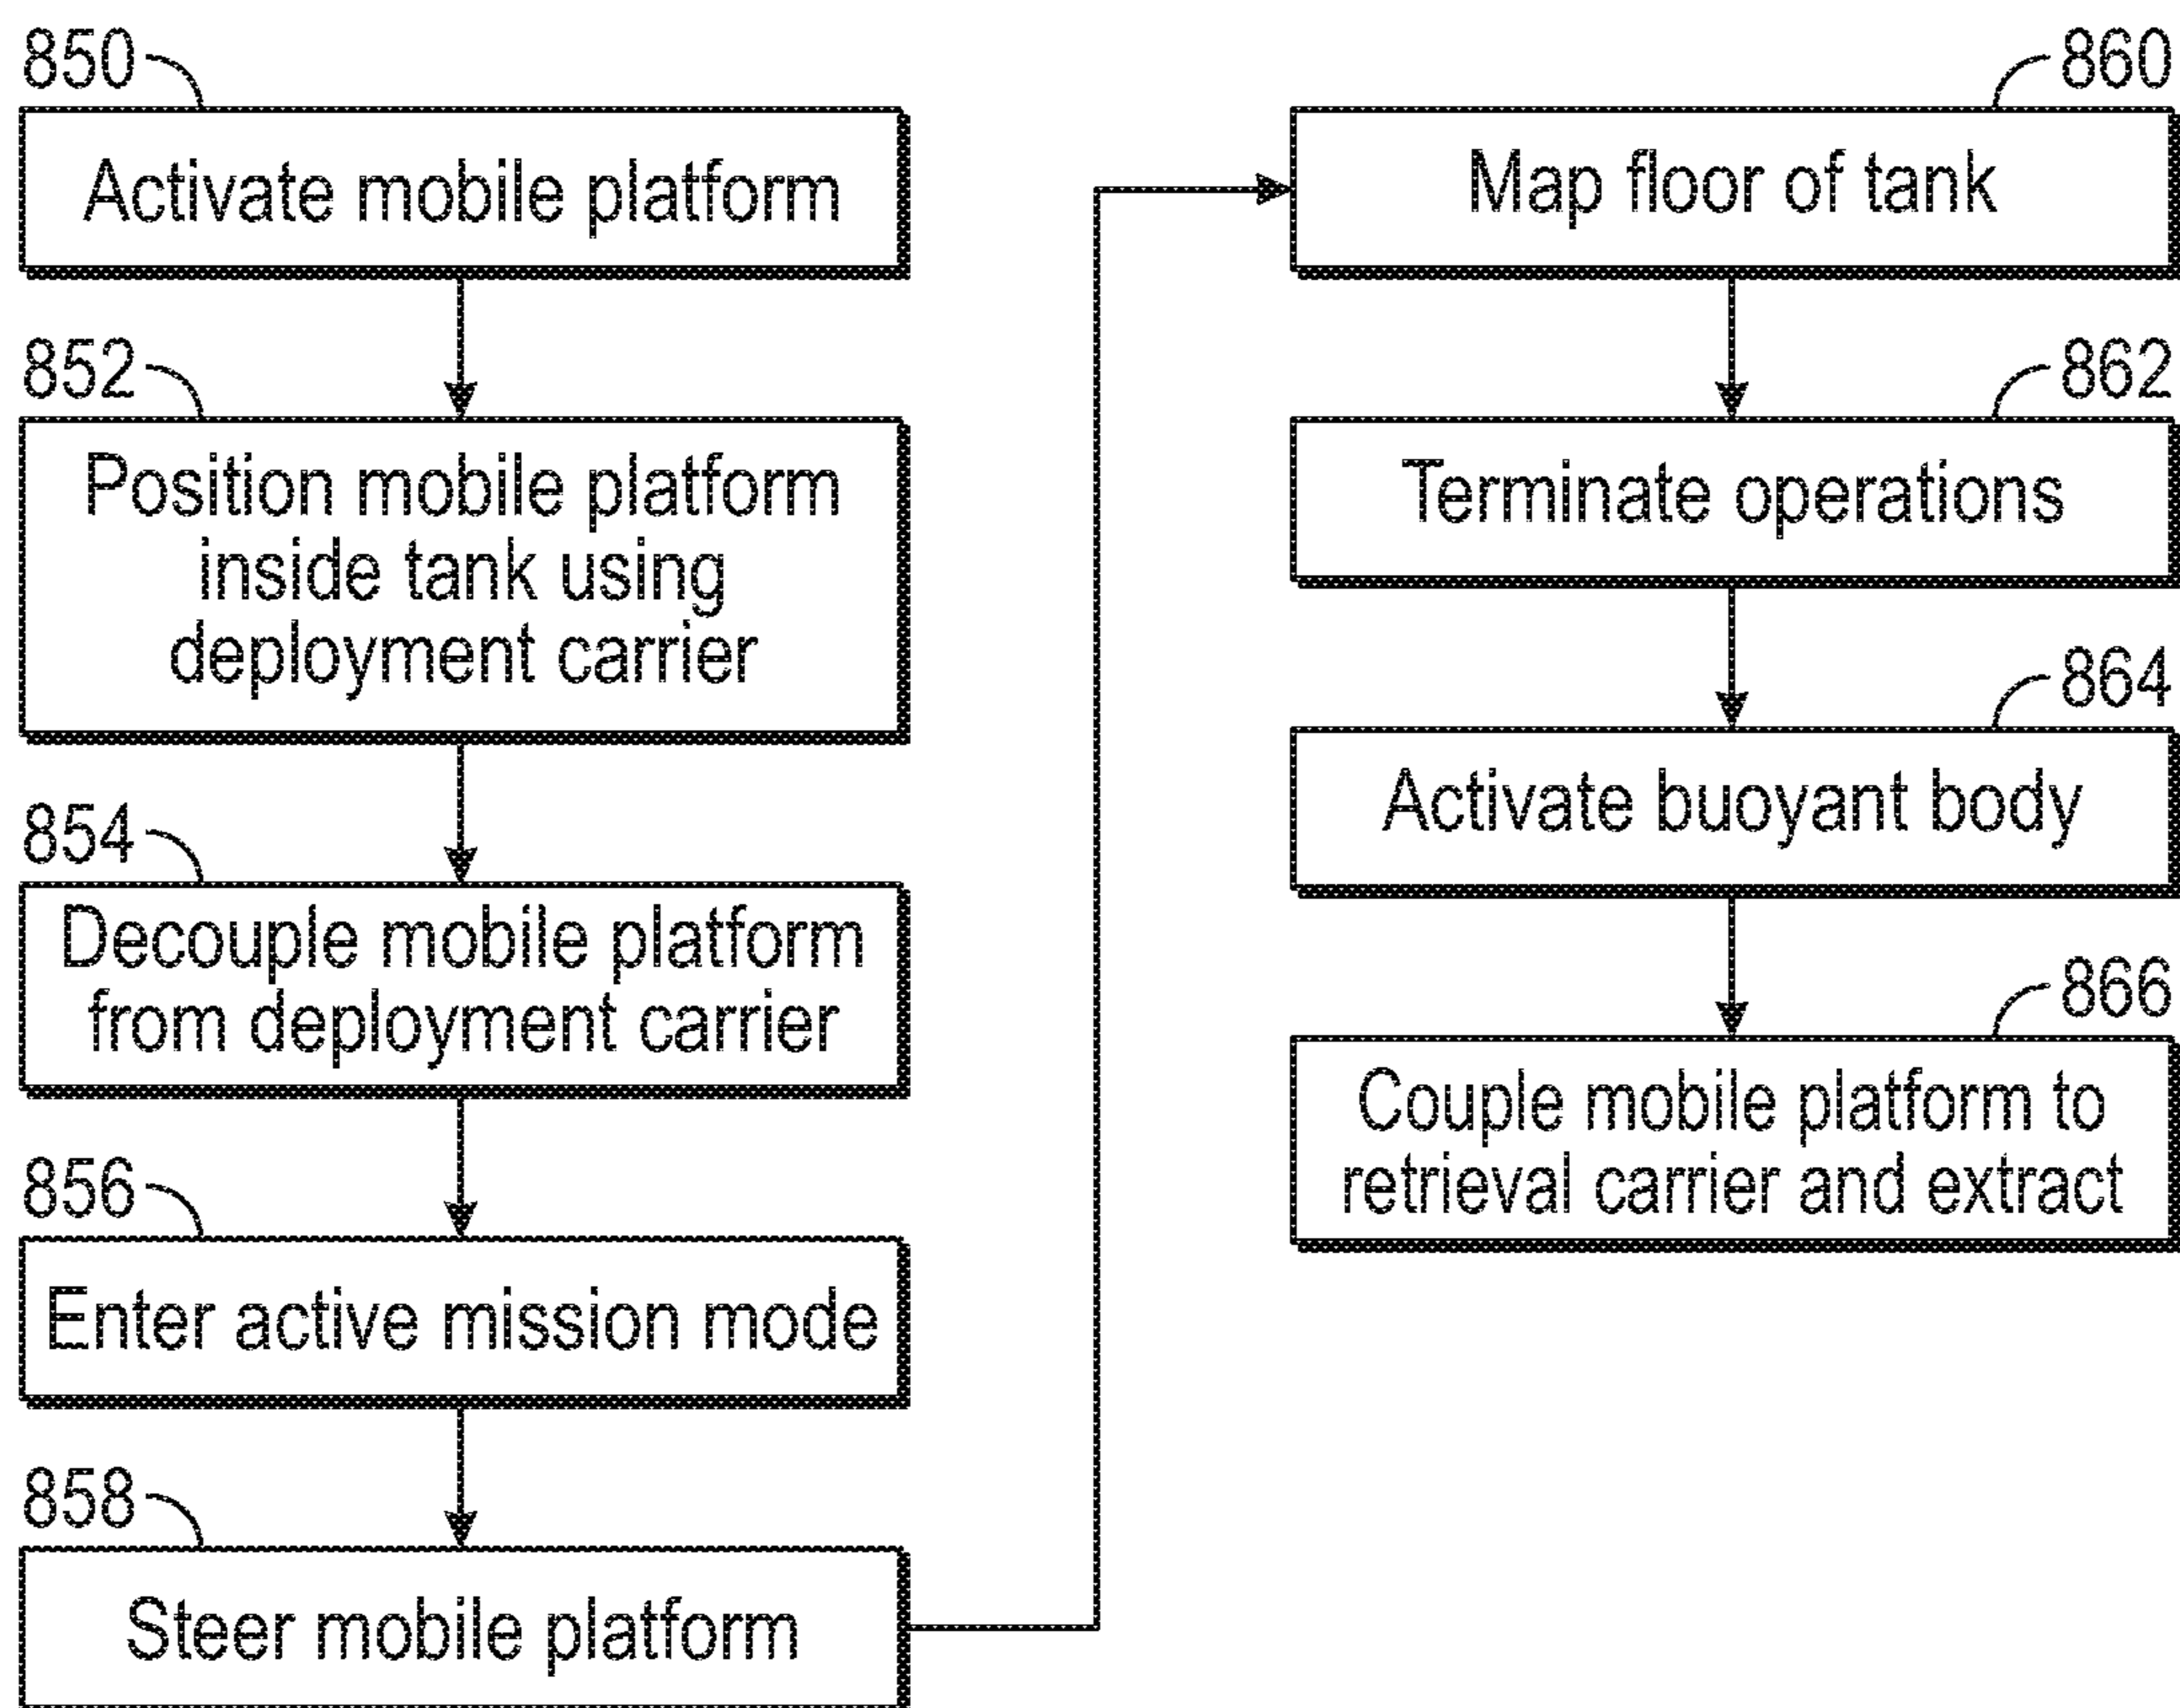 850
Activate mobile platform
852
Position mobile platform
inside tank using
deployment carrier
854
Decouple mobile platform
from deployment carrier
856
Enter active mission mode
858
Steer mobile platform
860
Map floor of tank
862
Terminate operations
864
Activate buoyant body
866
Couple mobile platform to
retrieval carrier and extract